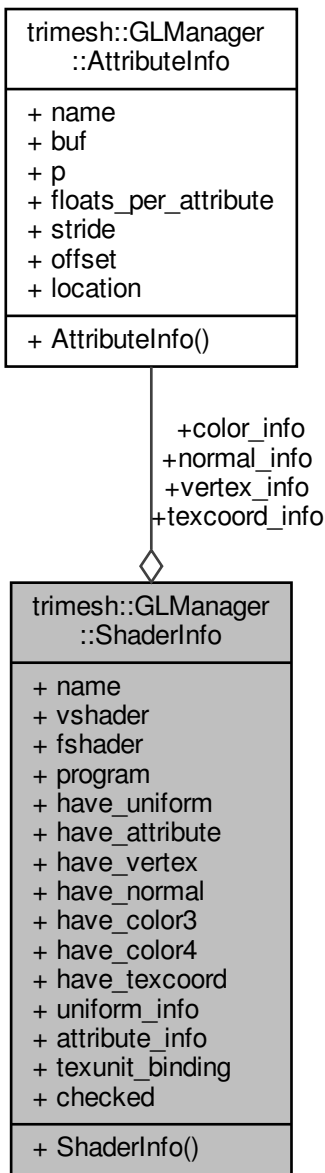 trimesh::GLManager
::AttributeInfo
+ name
+ buf
+ p
+ floats_per_attribute
+ stride
+ offset
+ location
+ AttributeInfo()
+color_info
+normal_info
+vertex_info
+texcoord_info
trimesh::GLManager
::ShaderInfo
+ name
+ vshader
+ fshader
+ program
+ have_uniform
+ have_attribute
+ have_vertex
+ have_normal
+ have_color3
+ have_color4
+ have_texcoord
+ uniform_info
+ attribute_info
+ texunit_binding
+ checked
+ ShaderInfo()